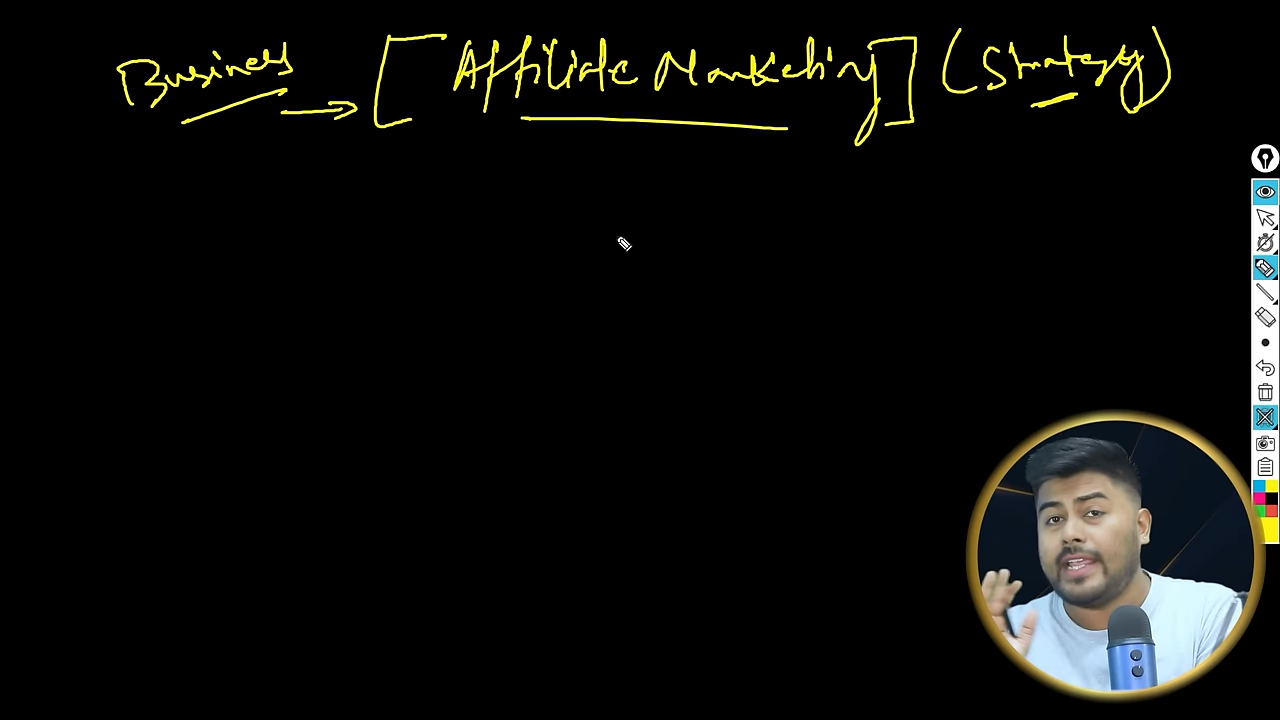 Business → [Affiliate Marketing] (Strategy)